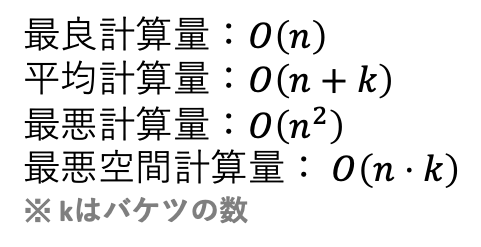 最良計算量：O(n)
平均計算量：O(n + k)
最悪計算量：O(n²)
最悪空間計算量： O(n · k)
※ kはバケツの数